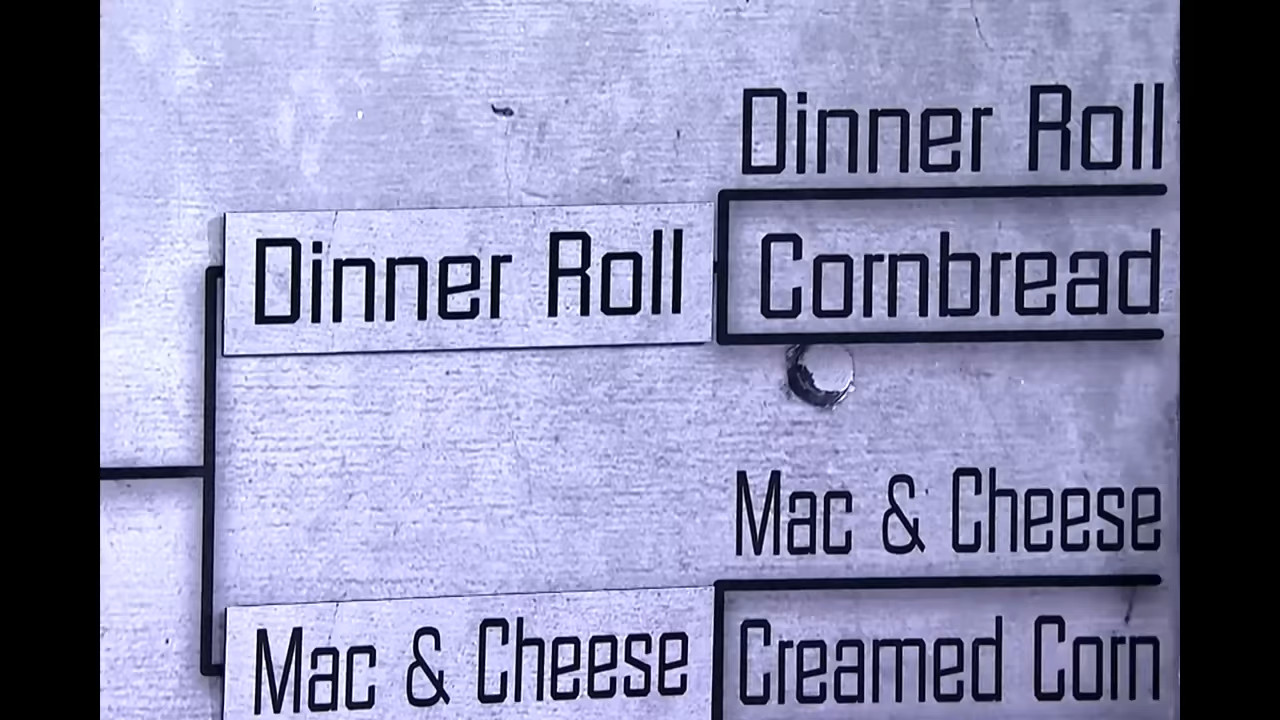 Dinner Roll
Dinner Roll
Cornbread
Mac & Cheese
Mac & Cheese
Creamed Corn